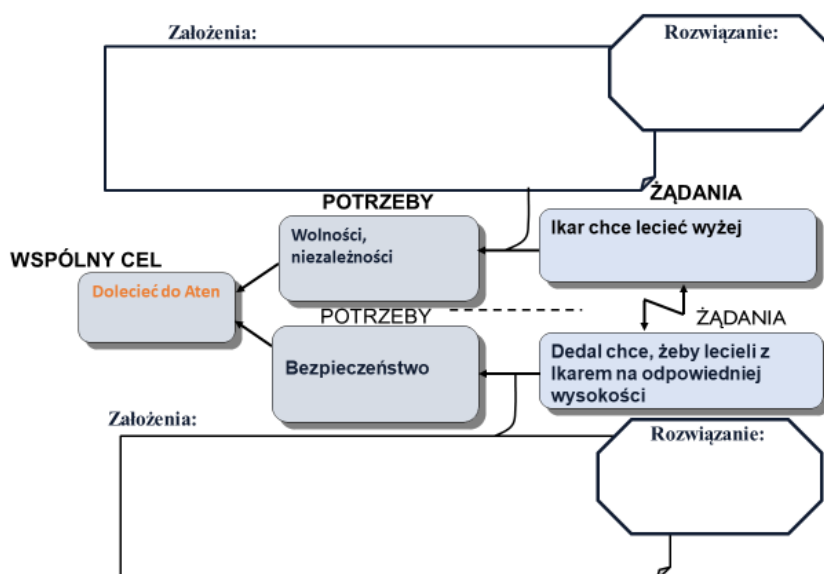 Założenia:
Rozwiązanie:
POTRZEBY
ŻĄDANIA
Wolności,
niezależności
Ikar chce lecieć wyżej
WSPÓLNY CEL
Dolecieć do Aten
POTRZEBY
ŻĄDANIA
Bezpieczeństwo
Dedal chce, żeby lecieli z
Ikarem na odpowiedniej
wysokości
Założenia:
Rozwiązanie: